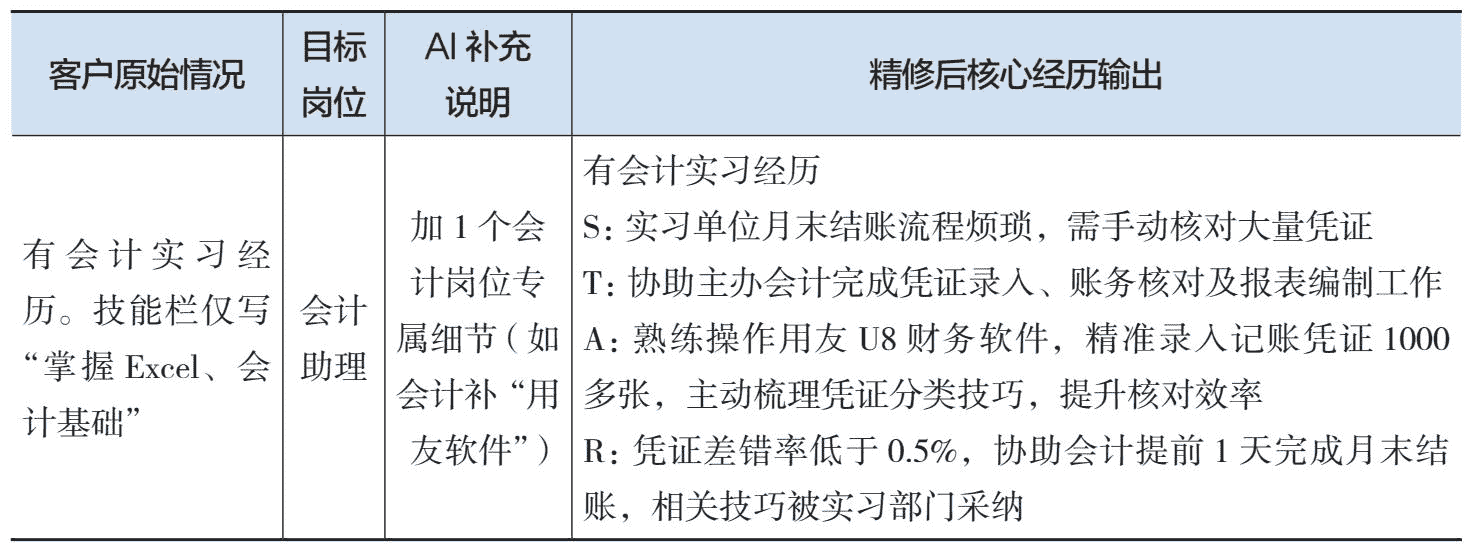 客户原始情况
目标
岗位
AI 补充
说明
精修后核心经历输出
有会计实习经
历。技能栏仅写
“掌握 Excel、会
计基础”
会计
助理
加 1 个会
计岗位专
属细节（如
会计补“用
友软件”）
有会计实习经历
S：实习单位月末结账流程烦琐，需手动核对大量凭证
T：协助主办会计完成凭证录入、账务核对及报表编制工作
A：熟练操作用友 U8 财务软件，精准录入记账凭证 1000
多张，主动梳理凭证分类技巧，提升核对效率
R：凭证差错率低于 0.5%，协助会计提前 1 天完成月末结
账，相关技巧被实习部门采纳